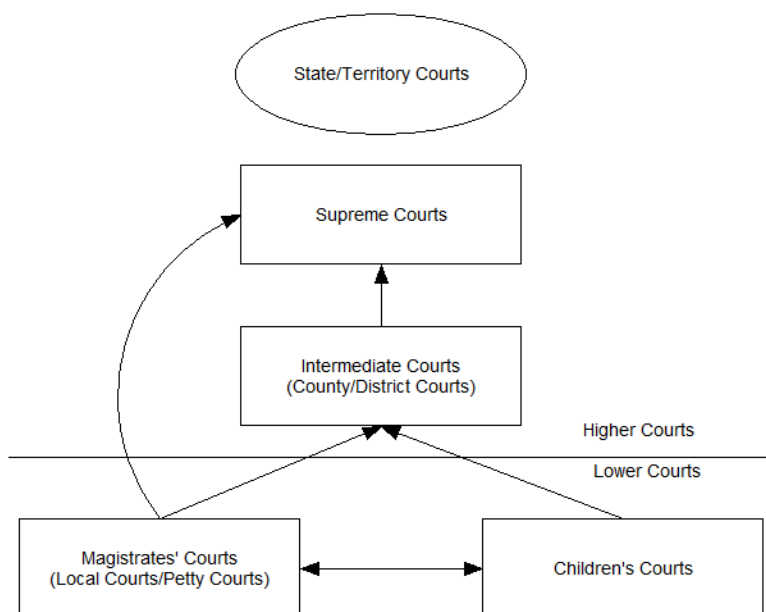 State/Territory Courts
Supreme Courts
Intermediate Courts
(County/District Courts)
Higher Courts
Lower Courts
Magistrates' Courts
(Local Courts/Petty Courts)
Children's Courts